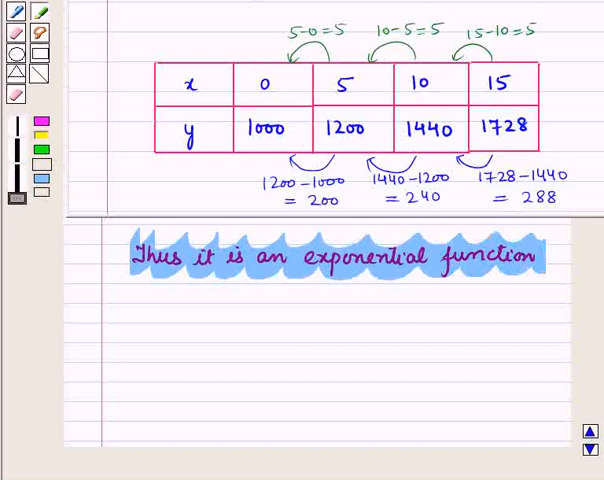 5-0=5 10-5=5 15-10=5
x 0 5 10 15
y 1000 1200 1440 1728
1200-1000 1440-1200 1728-1440
= 200 = 240 = 288
Thus it is an exponential function